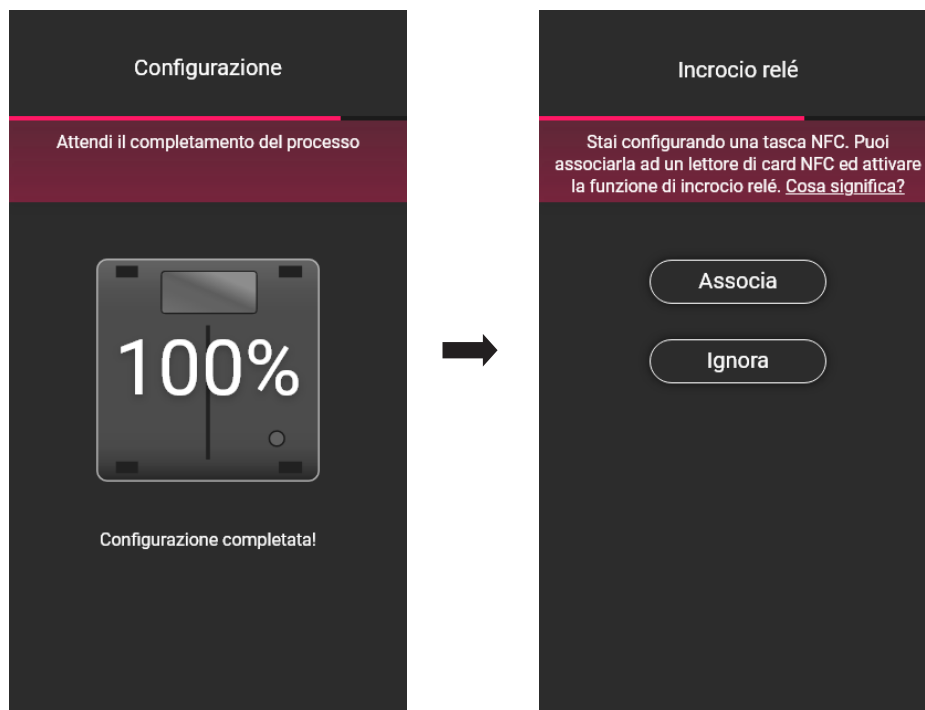 Configurazione
Attendi il completamento del processo
100%
Configurazione completata!
Incrocio relé
Stai configurando una tasca NFC. Puoi
associarla ad un lettore di card NFC ed attivare
la funzione di incrocio relé. Cosa significa?
Associa
Ignora